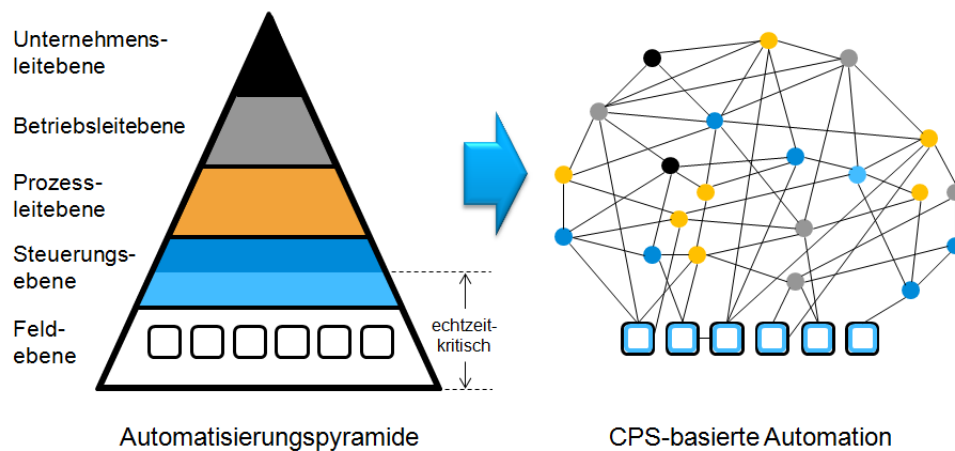 Unternehmens-
leitebene
Betriebsleitebene
Prozess-
leitebene
Steuerungs-
ebene
Feld-
ebene
echtzeit-
kritisch
Automatisierungspyramide
CPS-basierte Automation